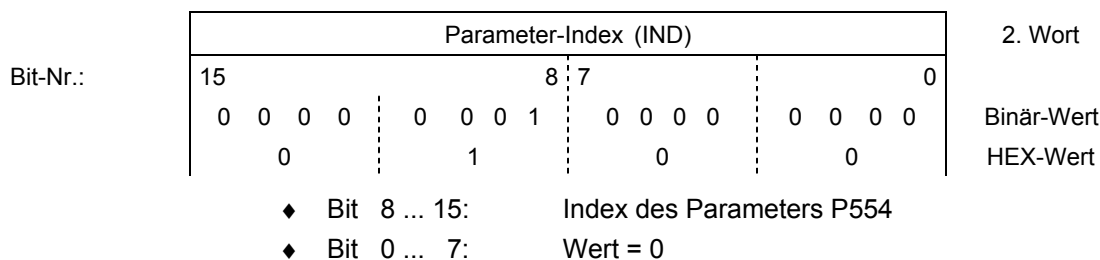 Parameter-Index (IND) 2. Wort
Bit-Nr.: 15 8 7 0
0 0 0 0 0 0 0 1 0 0 0 0 0 0 0 0 Binär-Wert
0 1 0 0 HEX-Wert
♦ Bit 8 ... 15: Index des Parameters P554
♦ Bit 0 ... 7: Wert = 0